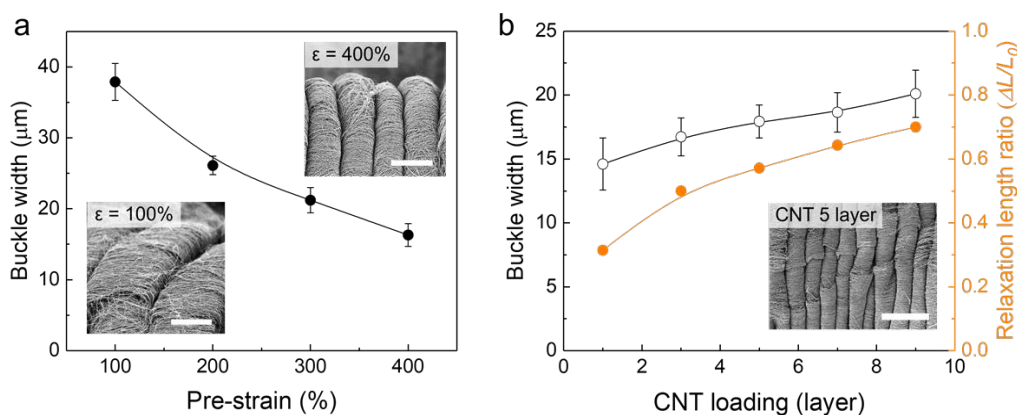 a
Buckle width (μm)
40
30
20
10
0
ε = 400%
ε = 100%
100
200
300
400
Pre-strain (%)
b
Buckle width (μm)
25
20
15
10
5
0
CNT 5 layer
0
2
4
6
8
10
CNT loading (layer)
1.0
0.8
0.6
0.4
0.2
0.0
Relaxation length ratio (ΔL/L₀)